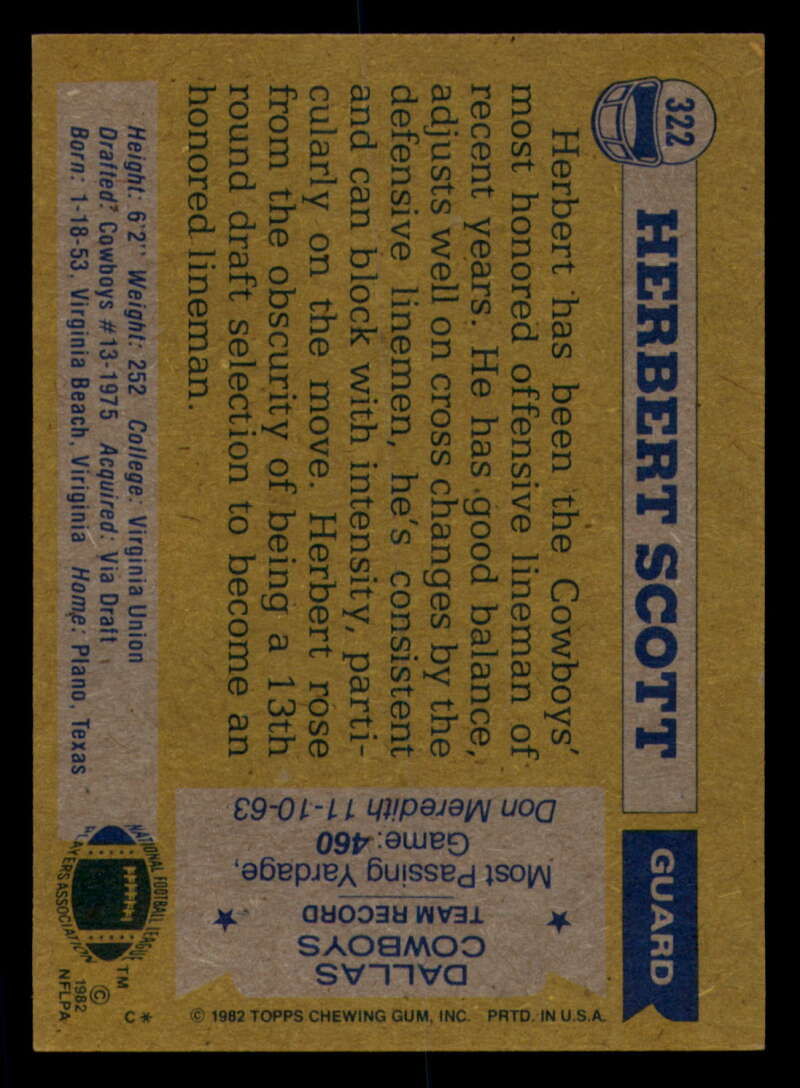 322
HERBERT SCOTT
GUARD
Herbert has been the Cowboys'
most honored offensive lineman of
recent years. He has good balance,
adjusts well on cross changes by the
defensive linemen, he's consistent
and can block with intensity, parti-
cularly on the move. Herbert rose
from the obscurity of being a 13th
round draft selection to become an
honored lineman.
Height: 6'2" Weight: 252 College: Virginia Union
Drafted: Cowboys #13-1975 Acquired: Via Draft
Born: 1-18-53, Virginia Beach, Viriginia Home: Plano, Texas
DALLAS
COWBOYS
TEAM RECORD
Most Passing Yardage,
Game: 460
Don Meredith 11-10-63
NATIONAL FOOTBALL LEAGUE
PLAYERS ASSOCIATION
TM
©
1982
NFLPA
C*
© 1982 TOPPS CHEWING GUM, INC. PRTD. IN U.S.A.